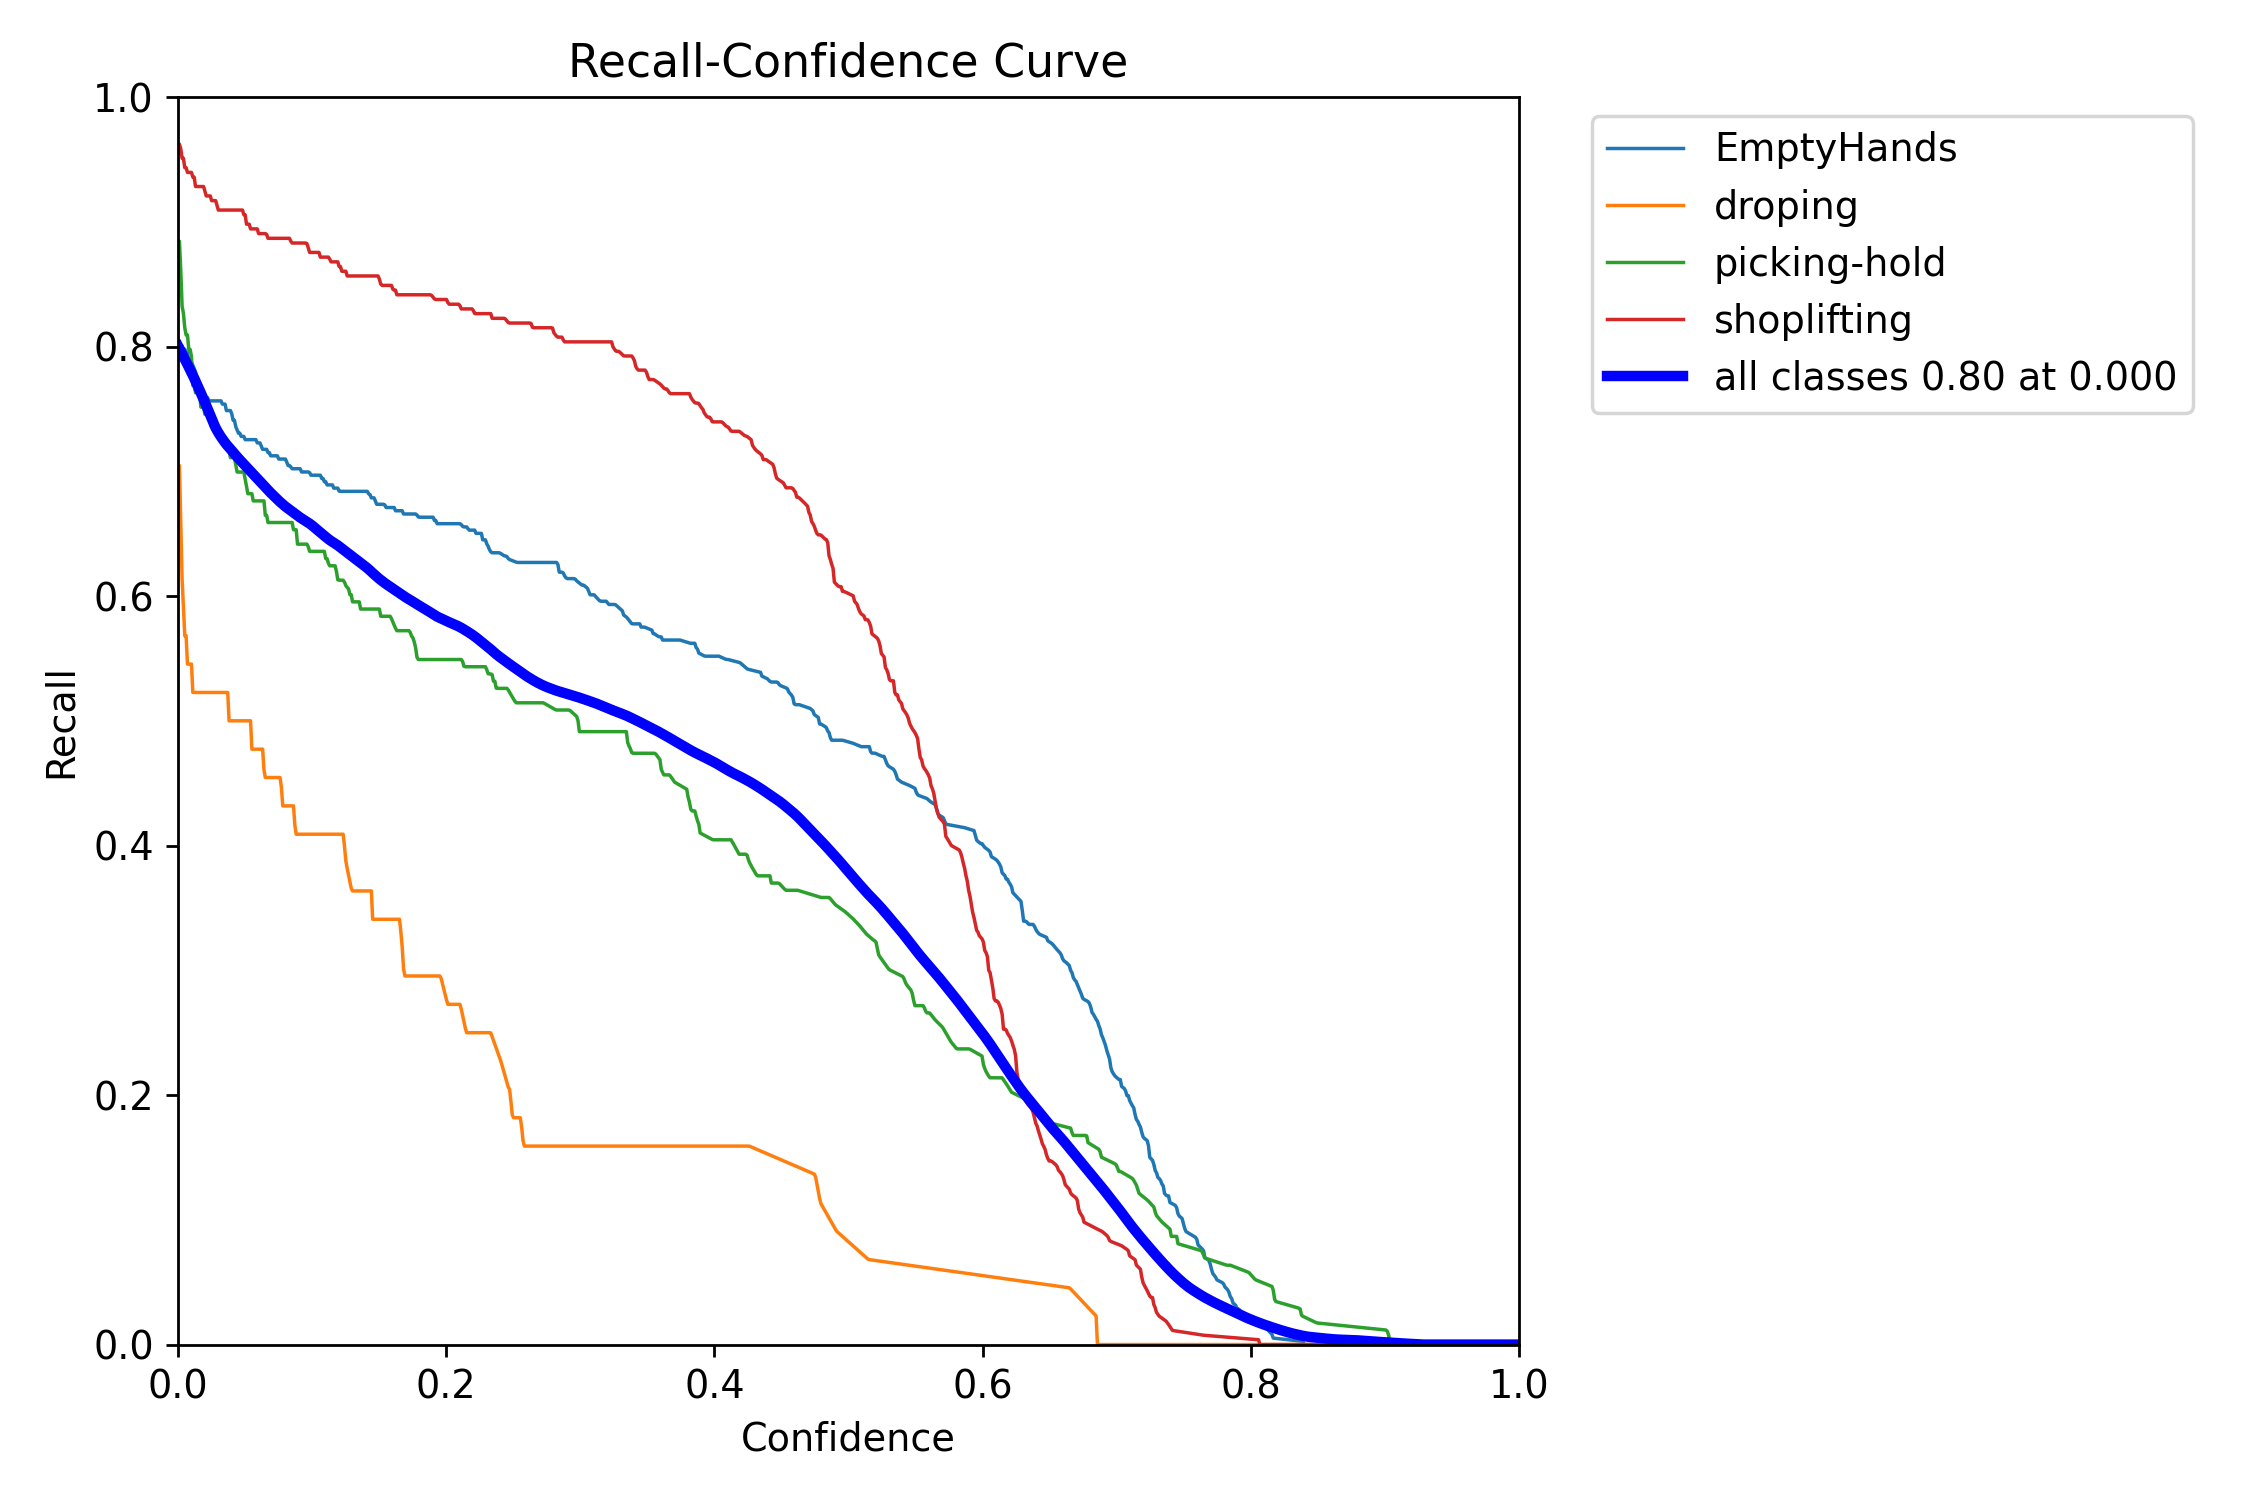 Recall-Confidence Curve
1.0
0.8
0.6
0.4
0.2
0.0
Recall
0.0 0.2 0.4 0.6 0.8 1.0
Confidence
EmptyHands
droping
picking-hold
shoplifting
all classes 0.80 at 0.000